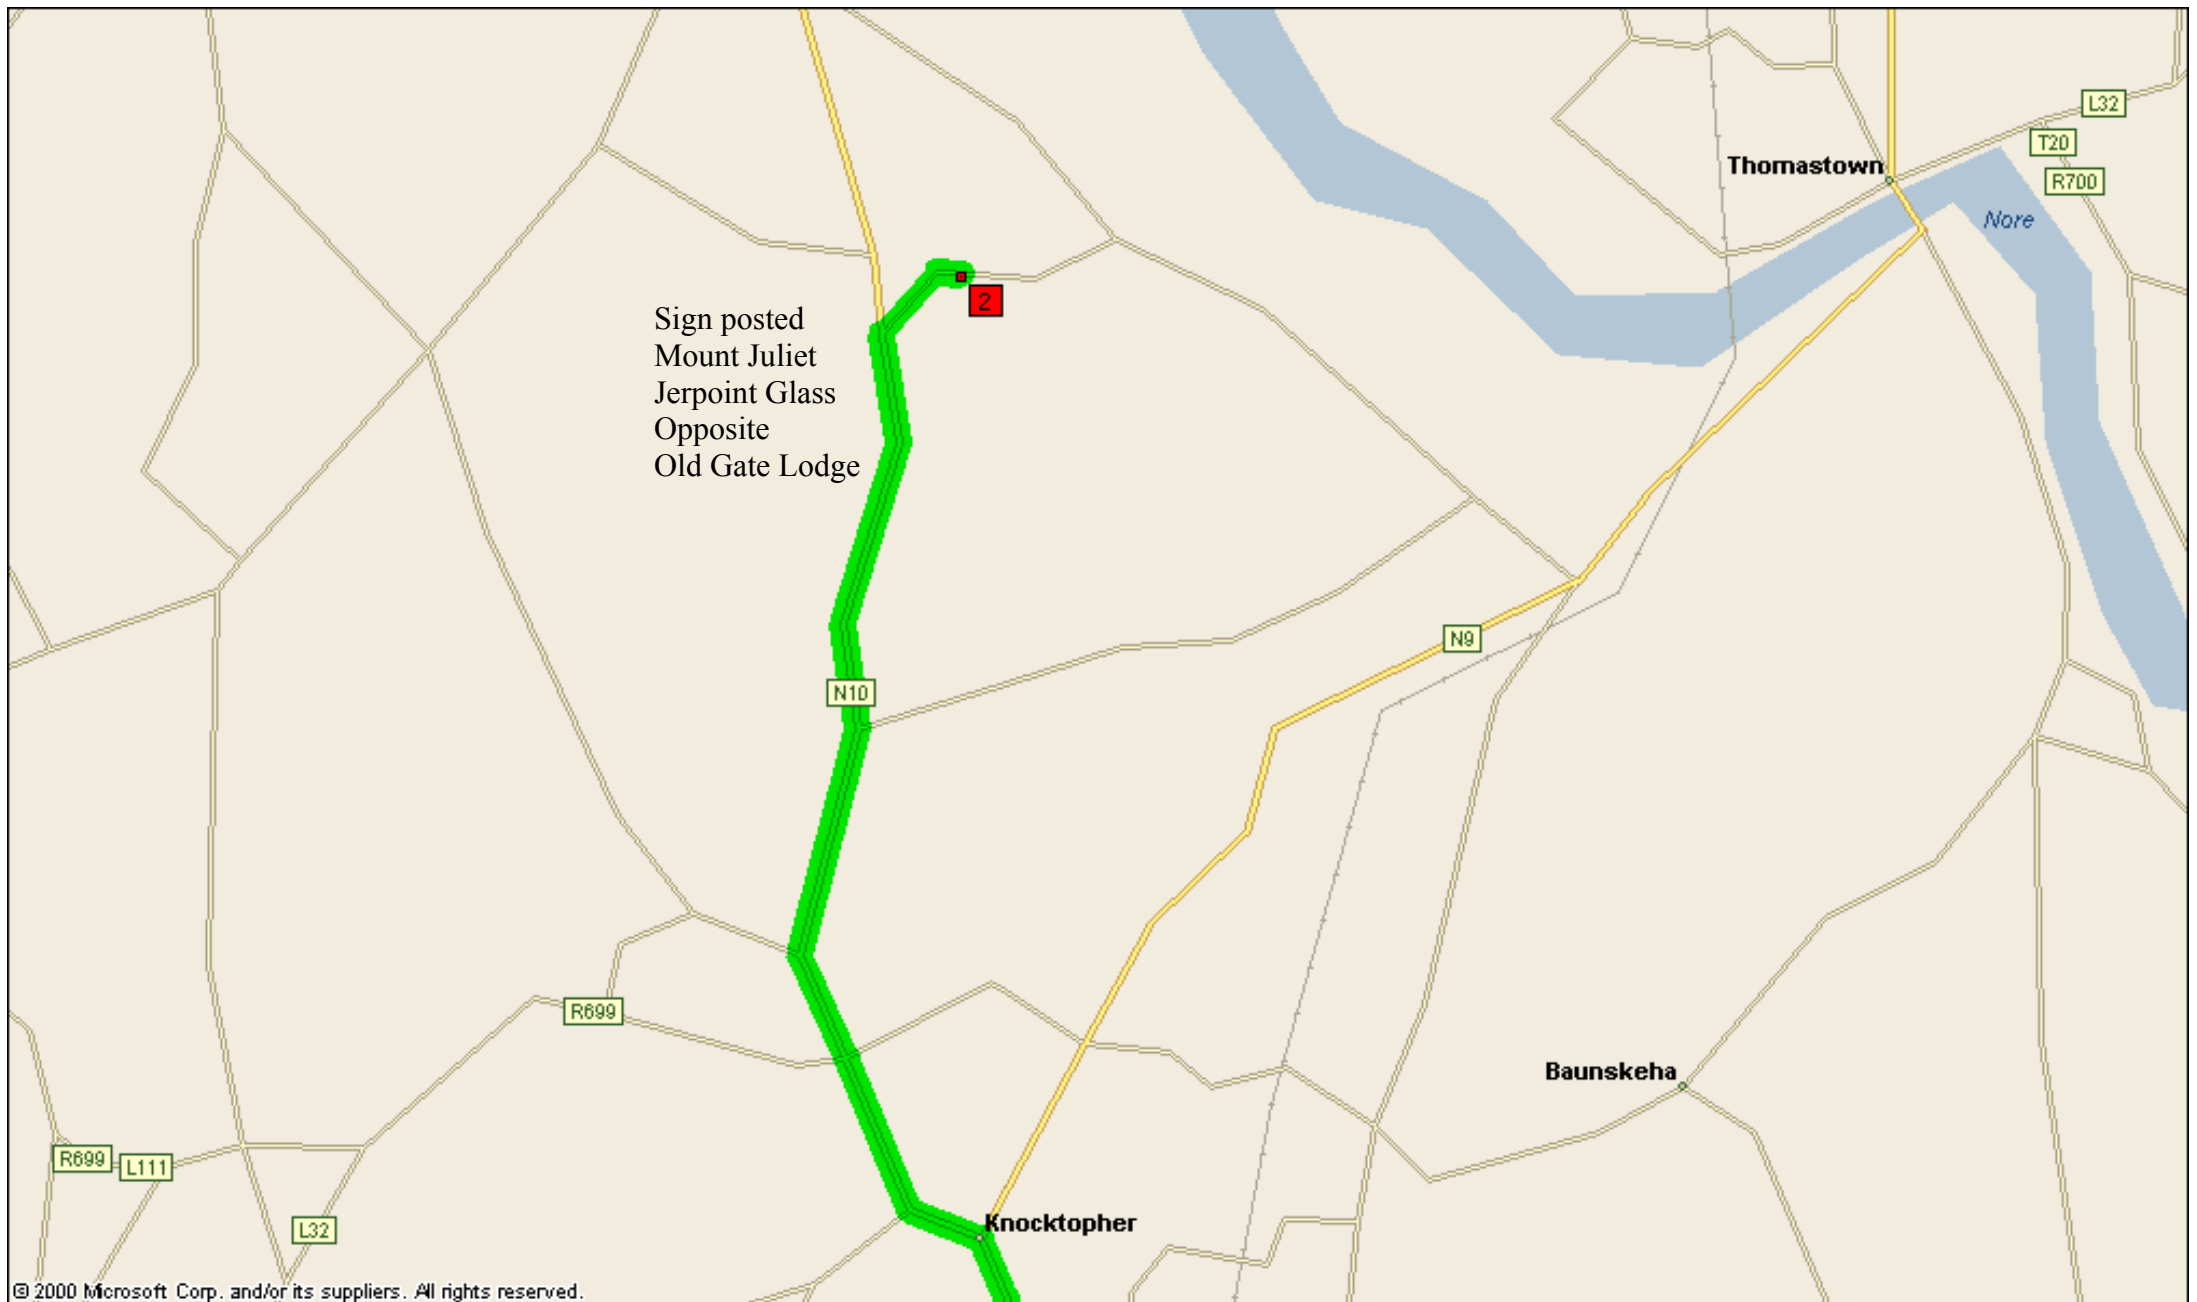 L32
T20
Thomastown
R700
Nore
2
Sign posted
Mount Juliet
Jerpoint Glass
Opposite
Old Gate Lodge
N9
N10
R699
Baunskeha
R699
L111
Knocktopher
L32
© 2000 Microsoft Corp. and/or its suppliers. All rights reserved.